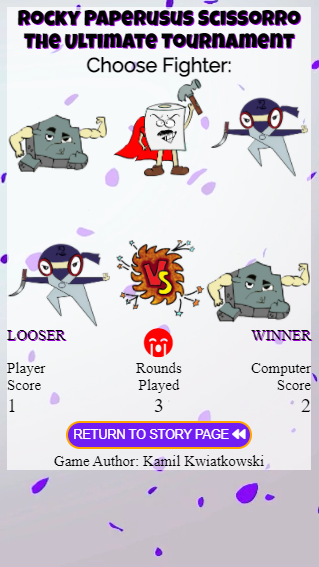 Rocky Paperusus Scissorro
The Ultimate Tournament
Choose Fighter:
VS
LOOSER
WINNER
Player Score
Rounds Played
Computer Score
1
3
2
RETURN TO STORY PAGE
Game Author: Kamil Kwiatkowski